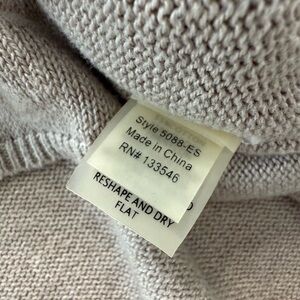 Style 5088-ES
Made in China
RN# 133546
RESHAPE AND DRY
FLAT